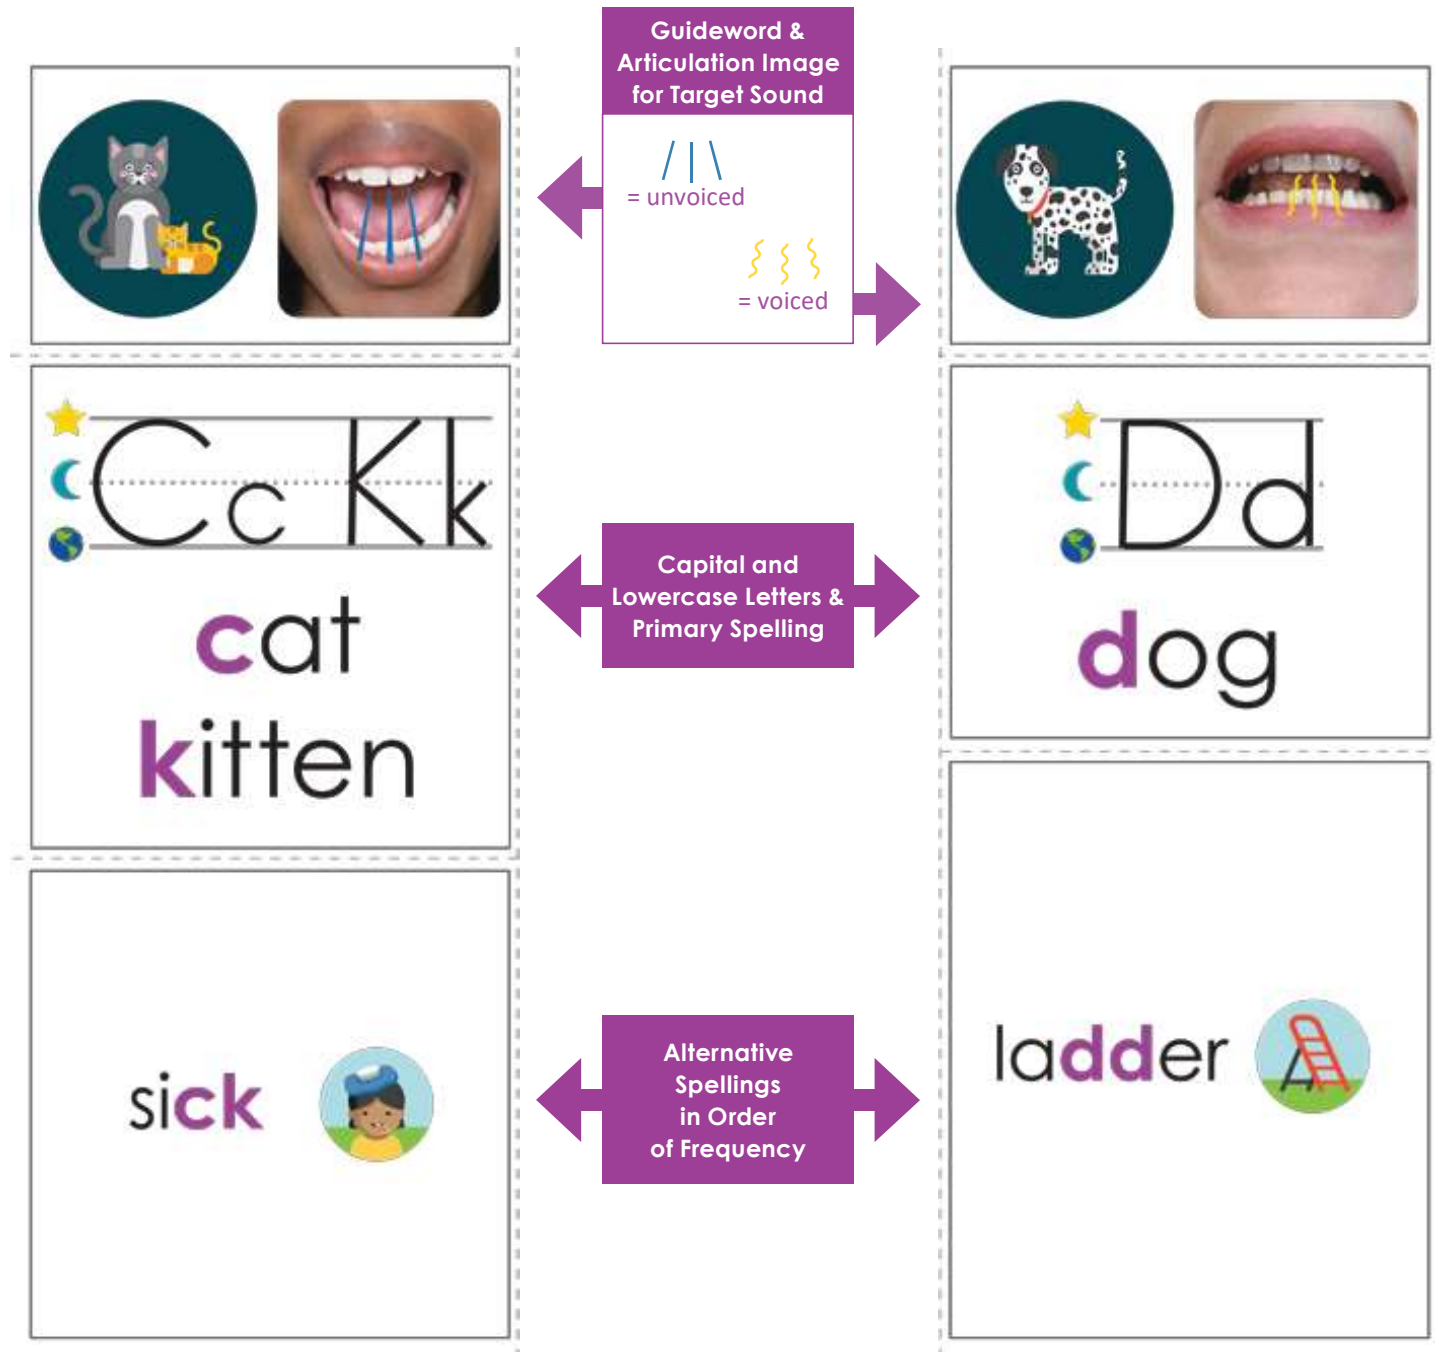 Guideword &
Articulation Image
for Target Sound
= unvoiced
= voiced
Cc Kk
cat
kitten
Capital and
Lowercase Letters &
Primary Spelling
Dd
dog
sick
Alternative
Spellings
in Order
of Frequency
ladder